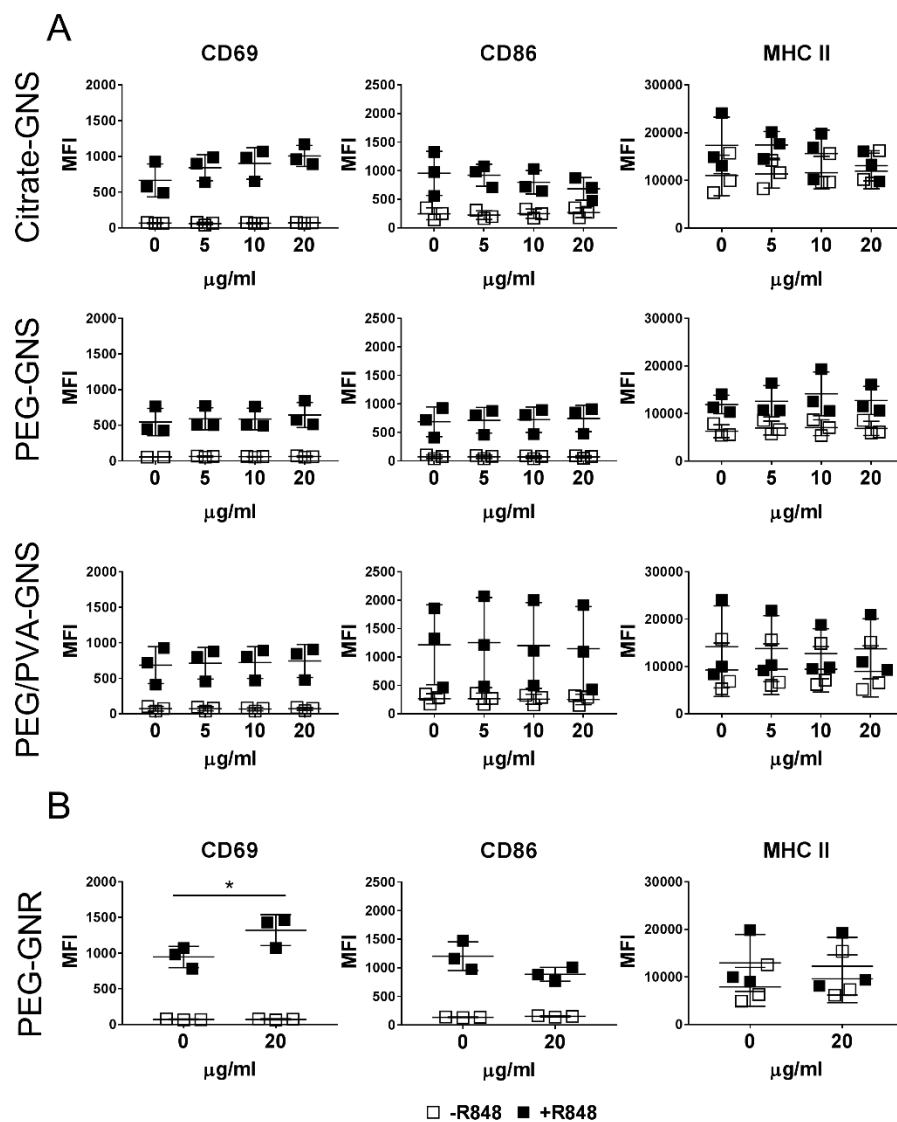 A
CD69 CD86 MHC II
Citrate-GNS
MFI 2000 1500 1000 500 0
MFI 2500 2000 1500 1000 500 0
MFI 30000 20000 10000 0
0 5 10 20 0 5 10 20 0 5 10 20
µg/ml µg/ml µg/ml
PEG-GNS
MFI 2000 1500 1000 500 0
MFI 2500 2000 1500 1000 500 0
MFI 30000 20000 10000 0
0 5 10 20 0 5 10 20 0 5 10 20
µg/ml µg/ml µg/ml
PEG/PVA-GNS
MFI 2000 1500 1000 500 0
MFI 2500 2000 1500 1000 500 0
MFI 30000 20000 10000 0
0 5 10 20 0 5 10 20 0 5 10 20
µg/ml µg/ml µg/ml
B
CD69 CD86 MHC II
PEG-GNR
MFI 2000 1500 1000 500 0
*
MFI 2500 2000 1500 1000 500 0
MFI 30000 20000 10000 0
0 20 0 20 0 20
µg/ml µg/ml µg/ml
-R848 +R848